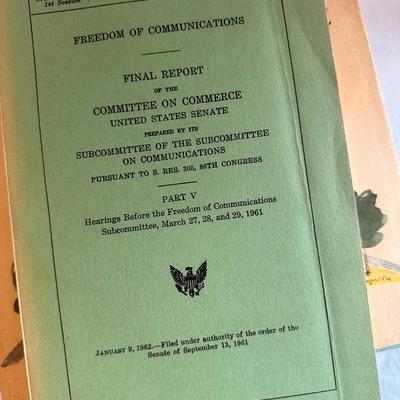 1st Session
FREEDOM OF COMMUNICATIONS
FINAL REPORT
OF THE
COMMITTEE ON COMMERCE
UNITED STATES SENATE
PREPARED BY ITS
SUBCOMMITTEE OF THE SUBCOMMITTEE
ON COMMUNICATIONS
PURSUANT TO S. RES. 305, 86TH CONGRESS
PART V
Hearings Before the Freedom of Communications
Subcommittee, March 27, 28, and 29, 1961
JANUARY 9, 1962.—Filed under authority of the order of the
Senate of September 13, 1961